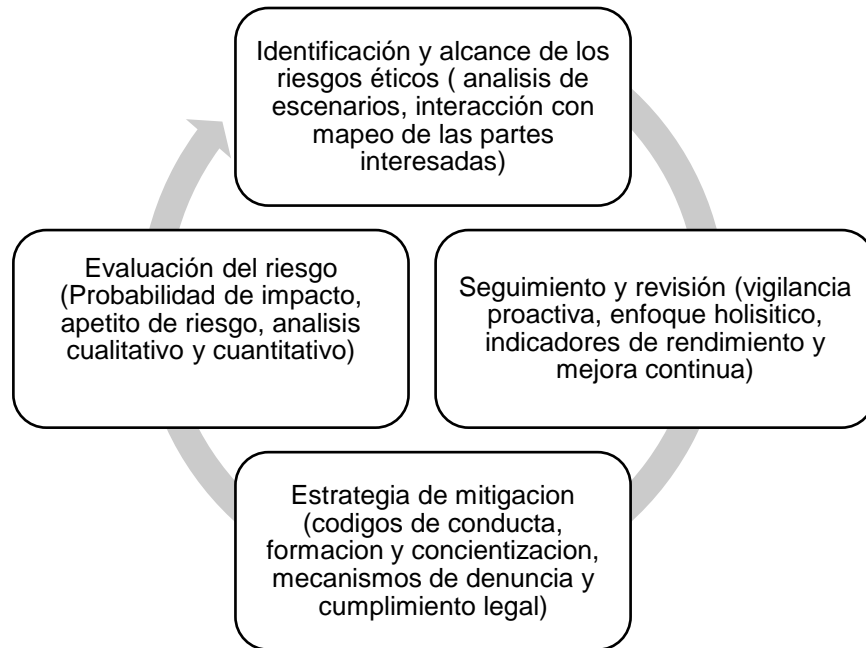 Identificación y alcance de los
riesgos éticos ( analisis de
escenarios, interacción con
mapeo de las partes
interesadas)
Evaluación del riesgo
(Probabilidad de impacto,
apetito de riesgo, analisis
cualitativo y cuantitativo)
Seguimiento y revisión (vigilancia
proactiva, enfoque holisitico,
indicadores de rendimiento y
mejora continua)
Estrategia de mitigacion
(codigos de conducta,
formacion y concientizacion,
mecanismos de denuncia y
cumplimiento legal)